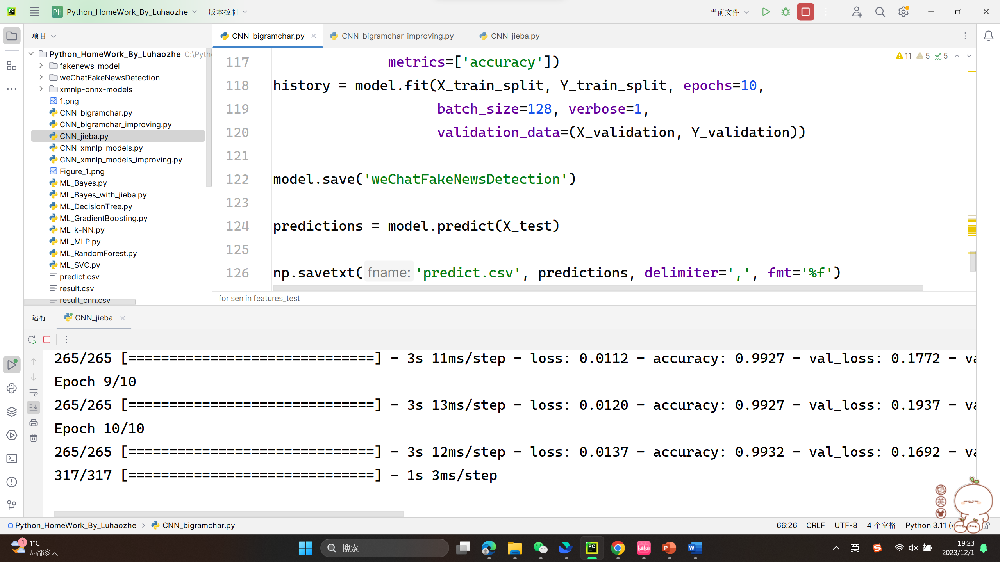 PC
PH Python_HomeWork_By_Luhaozhe 版本控制 当前文件
项目
CNN_bigramchar.py CNN_bigramchar_improving.py CNN_jieba.py
Python_HomeWork_By_Luhaozhe C:\Pyth
fakenews_model
weChatFakeNewsDetection
xmnlp-onnx-models
1.png
CNN_bigramchar.py
CNN_bigramchar_improving.py
CNN_jieba.py
CNN_xmnlp_models.py
CNN_xmnlp_models_improving.py
Figure_1.png
ML_Bayes.py
ML_Bayes_with_jieba.py
ML_DecisionTree.py
ML_GradientBoosting.py
ML_k-NN.py
ML_MLP.py
ML_RandomForest.py
ML_SVC.py
predict.csv
result.csv
result_cnn.csv
11 5 5
117 metrics=['accuracy'])
118 history = model.fit(X_train_split, Y_train_split, epochs=10,
119 batch_size=128, verbose=1,
120 validation_data=(X_validation, Y_validation))
121
122 model.save('weChatFakeNewsDetection')
123
124 predictions = model.predict(X_test)
125
126 np.savetxt( fname: 'predict.csv', predictions, delimiter=',', fmt='%f')
for sen in features_test
运行 CNN_jieba
265/265 [==============================] - 3s 11ms/step - loss: 0.0112 - accuracy: 0.9927 - val_loss: 0.1772 - va
Epoch 9/10
265/265 [==============================] - 3s 13ms/step - loss: 0.0120 - accuracy: 0.9927 - val_loss: 0.1937 - va
Epoch 10/10
265/265 [==============================] - 3s 12ms/step - loss: 0.0137 - accuracy: 0.9932 - val_loss: 0.1692 - va
317/317 [==============================] - 1s 3ms/step
英
Python_HomeWork_By_Luhaozhe CNN_bigramchar.py 66:26 CRLF UTF-8 4 个空格 Python 3.11 (v
1 1°C
局部多云
搜索
PC
bilibili
P
W
英
S
19:23
2023/12/1